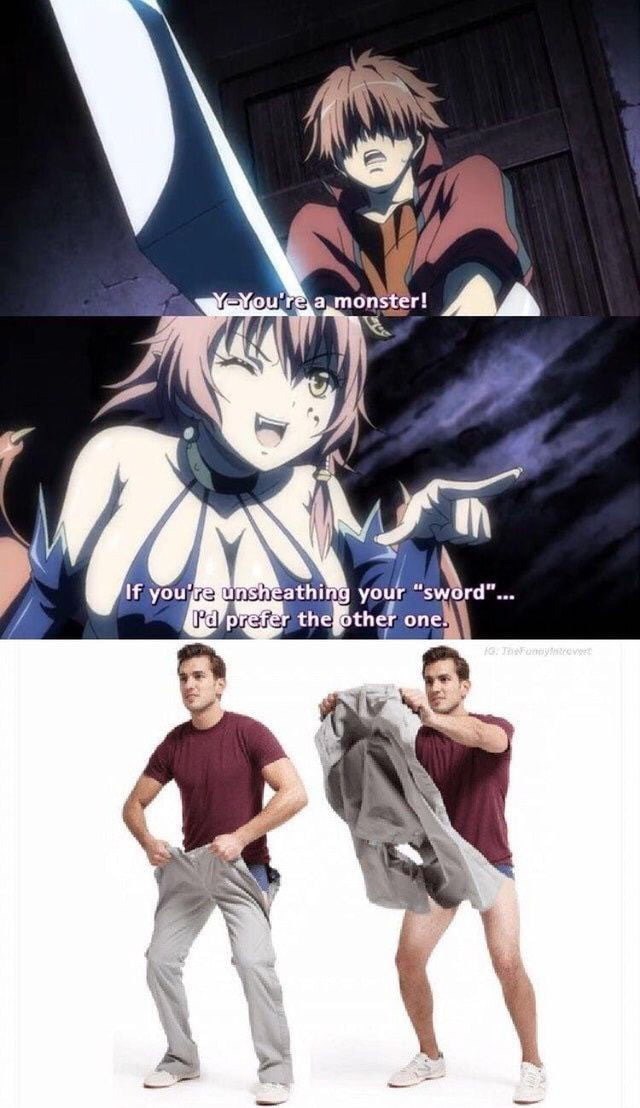 Y-You're a monster!
If you're unsheathing your "sword"...
I'd prefer the other one.
IG: TheFunnyIntrovert